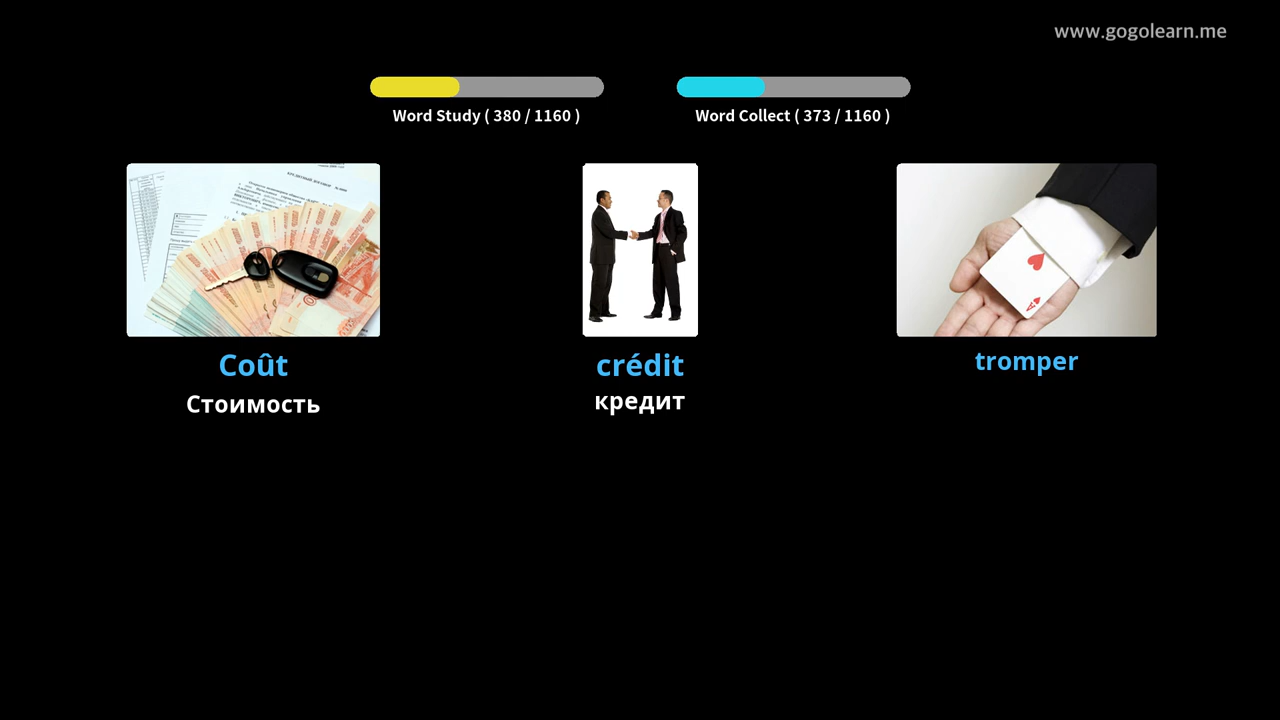 www.gogolearn.me
Word Study ( 380 / 1160 )
Word Collect ( 373 / 1160 )
Coût
crédit
tromper
Стоимость
кредит